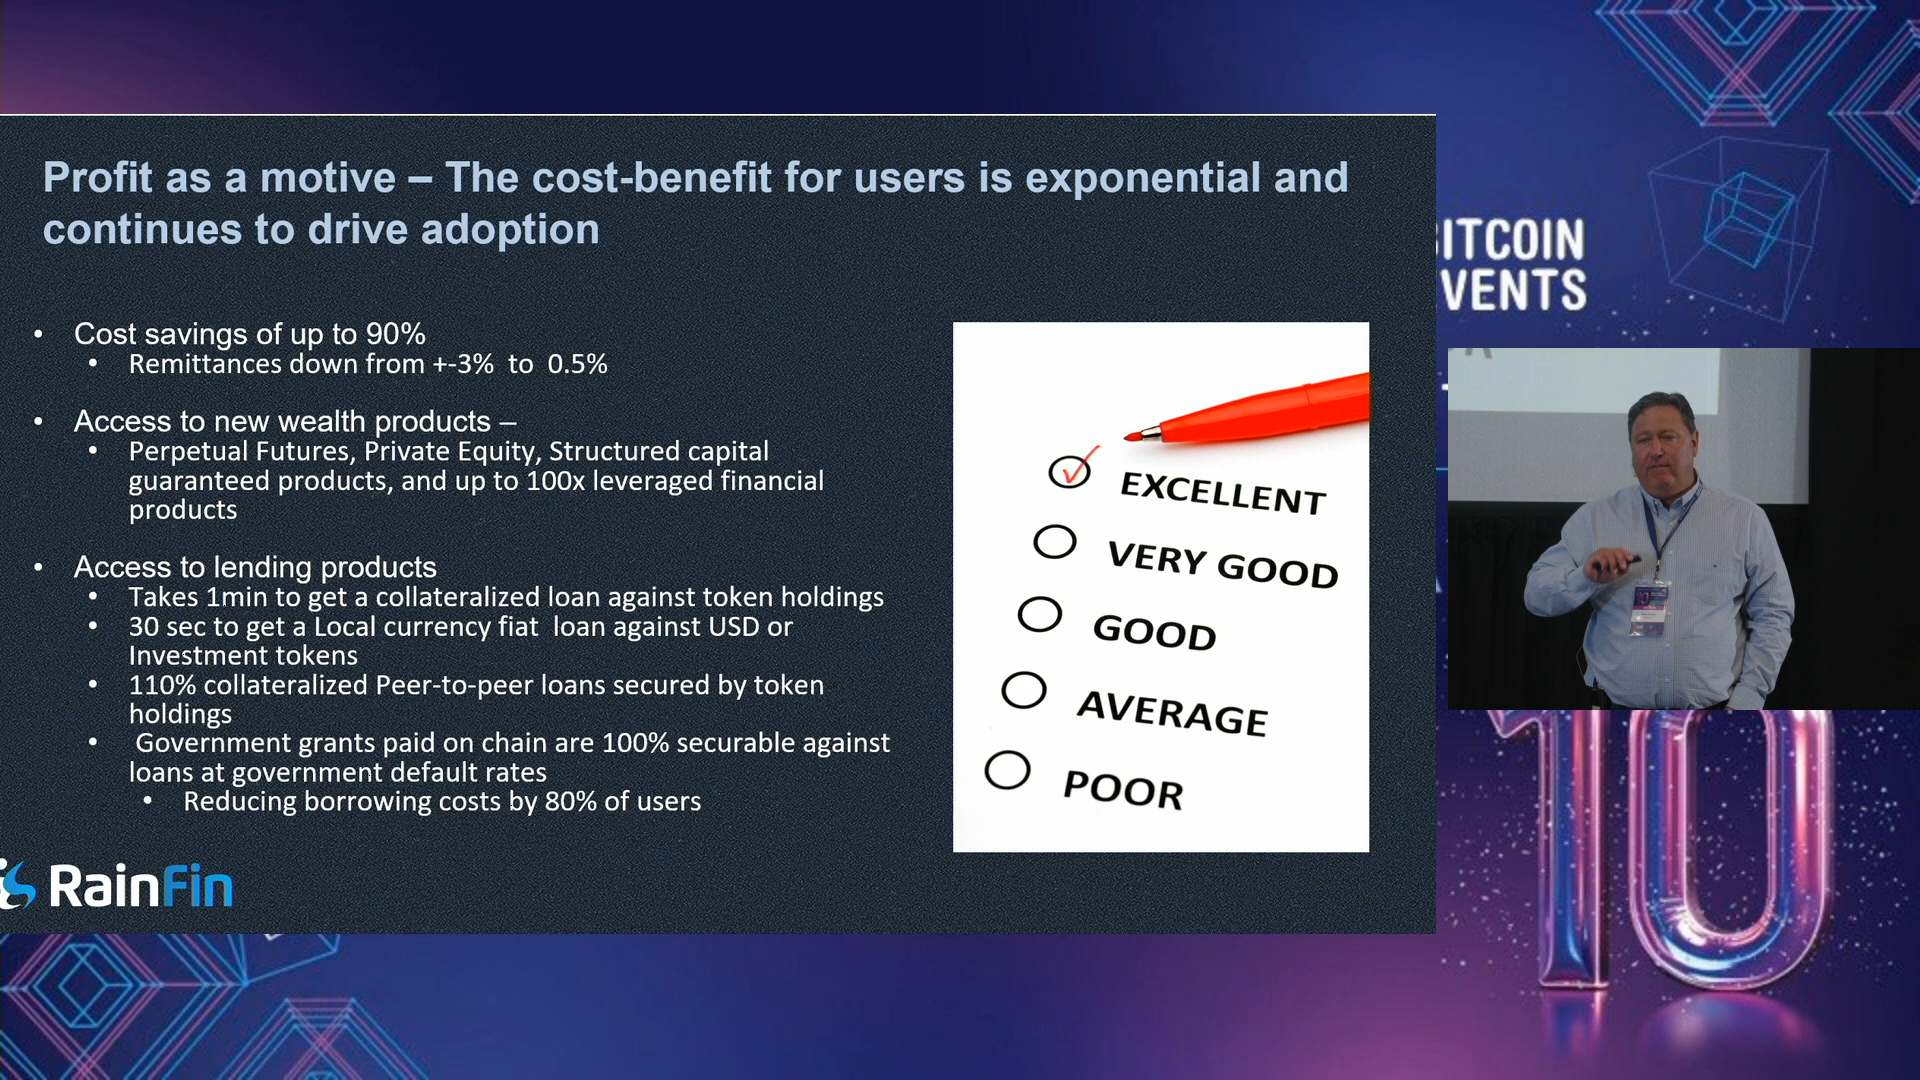 Profit as a motive – The cost-benefit for users is exponential and
continues to drive adoption
• Cost savings of up to 90%
• Remittances down from +-3% to 0.5%
• Access to new wealth products –
• Perpetual Futures, Private Equity, Structured capital
guaranteed products, and up to 100x leveraged financial
products
• Access to lending products
• Takes 1min to get a collateralized loan against token holdings
• 30 sec to get a Local currency fiat loan against USD or
Investment tokens
• 110% collateralized Peer-to-peer loans secured by token
holdings
• Government grants paid on chain are 100% securable against
loans at government default rates
• Reducing borrowing costs by 80% of users
EXCELLENT
VERY GOOD
GOOD
AVERAGE
POOR
RainFin
ITCOIN
VENTS
10
10